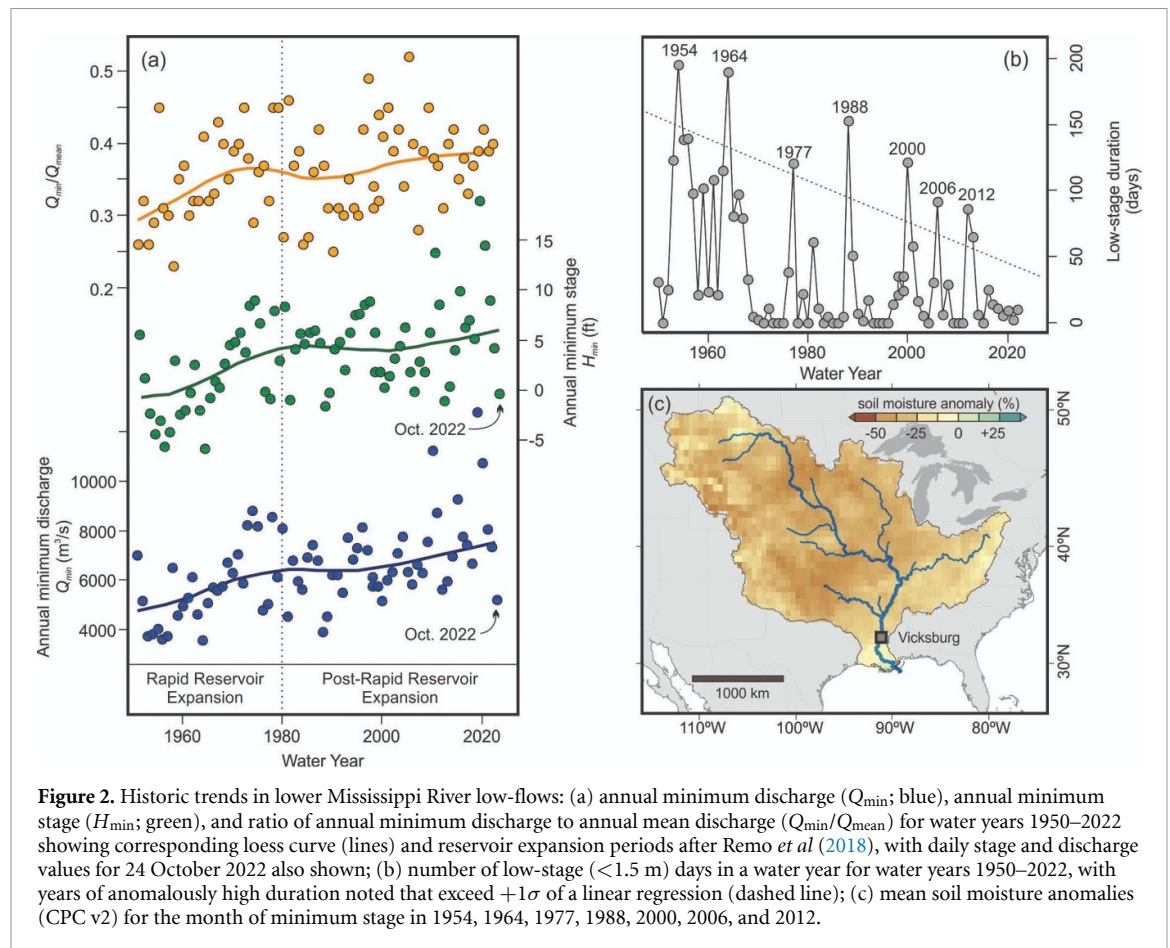 (a)
0.5
0.4
0.3
0.2
Qmin/Qmean
15
10
5
0
-5
Annual minimum stage
Hmin (ft)
Oct. 2022
10000
8000
6000
4000
Annual minimum discharge
Qmin (m³/s)
Oct. 2022
Rapid Reservoir
Expansion
Post-Rapid Reservoir
Expansion
1960
1980
2000
2020
Water Year
(b)
1954
1964
1977
1988
2000
2006
2012
200
150
100
50
0
Low-stage duration
(days)
1960
1980
2000
2020
Water Year
(c)
soil moisture anomaly (%)
-50
-25
0
+25
50°N
40°N
30°N
Vicksburg
1000 km
110°W
100°W
90°W
80°W
Figure 2. Historic trends in lower Mississippi River low-flows: (a) annual minimum discharge (Qmin; blue), annual minimum
stage (Hmin; green), and ratio of annual minimum discharge to annual mean discharge (Qmin/Qmean) for water years 1950–2022
showing corresponding loess curve (lines) and reservoir expansion periods after Remo et al (2018), with daily stage and discharge
values for 24 October 2022 also shown; (b) number of low-stage (<1.5 m) days in a water year for water years 1950–2022, with
years of anomalously high duration noted that exceed +1σ of a linear regression (dashed line); (c) mean soil moisture anomalies
(CPC v2) for the month of minimum stage in 1954, 1964, 1977, 1988, 2000, 2006, and 2012.